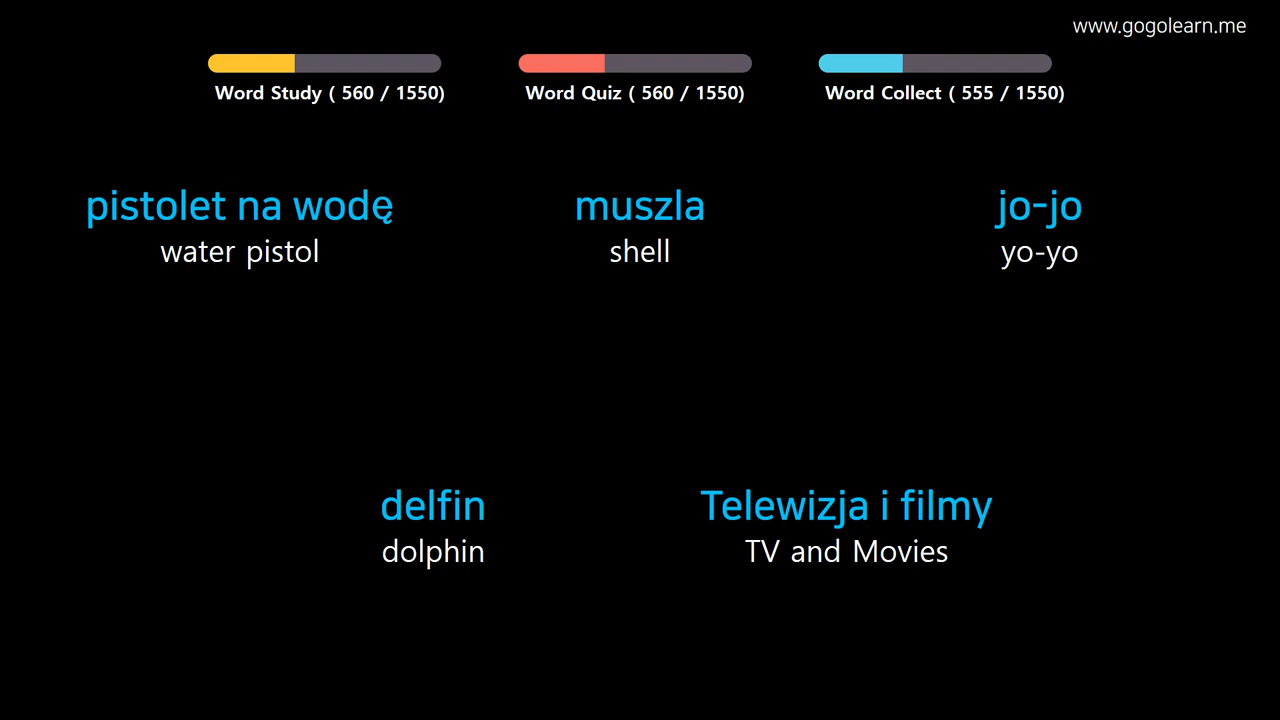 www.gogolearn.me
Word Study ( 560 / 1550)
Word Quiz ( 560 / 1550)
Word Collect ( 555 / 1550)
pistolet na wodę
water pistol
muszla
shell
jo-jo
yo-yo
delfin
dolphin
Telewizja i filmy
TV and Movies